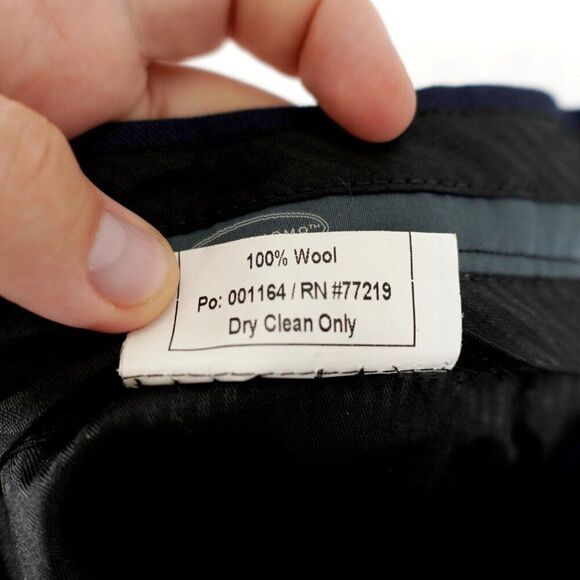 100% Wool
Po: 001164 / RN #77219
Dry Clean Only